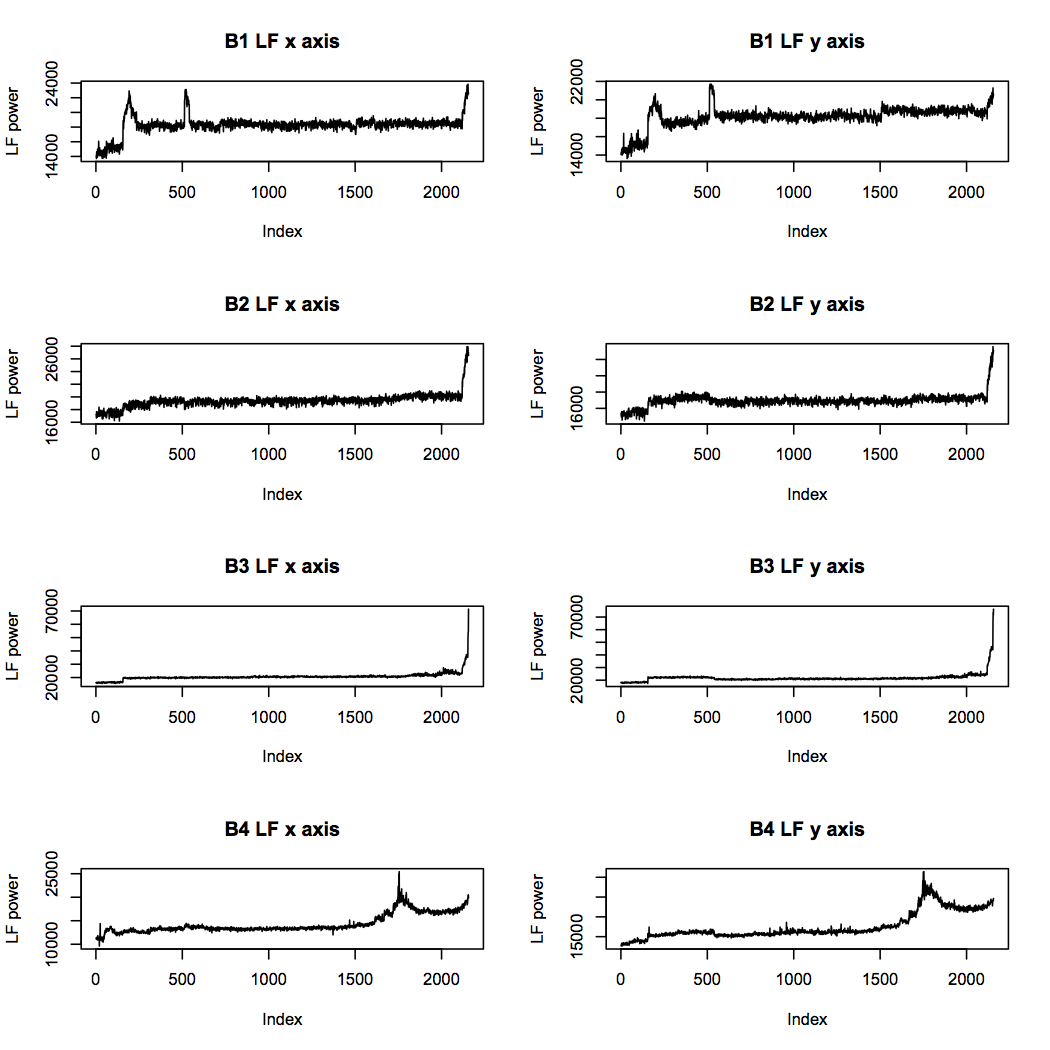 B1 LF x axis
LF power
14000 24000
0 500 1000 1500 2000
Index
B1 LF y axis
LF power
14000 22000
0 500 1000 1500 2000
Index
B2 LF x axis
LF power
16000 26000
0 500 1000 1500 2000
Index
B2 LF y axis
LF power
16000
0 500 1000 1500 2000
Index
B3 LF x axis
LF power
20000 70000
0 500 1000 1500 2000
Index
B3 LF y axis
LF power
20000 70000
0 500 1000 1500 2000
Index
B4 LF x axis
LF power
10000 25000
0 500 1000 1500 2000
Index
B4 LF y axis
LF power
15000
0 500 1000 1500 2000
Index